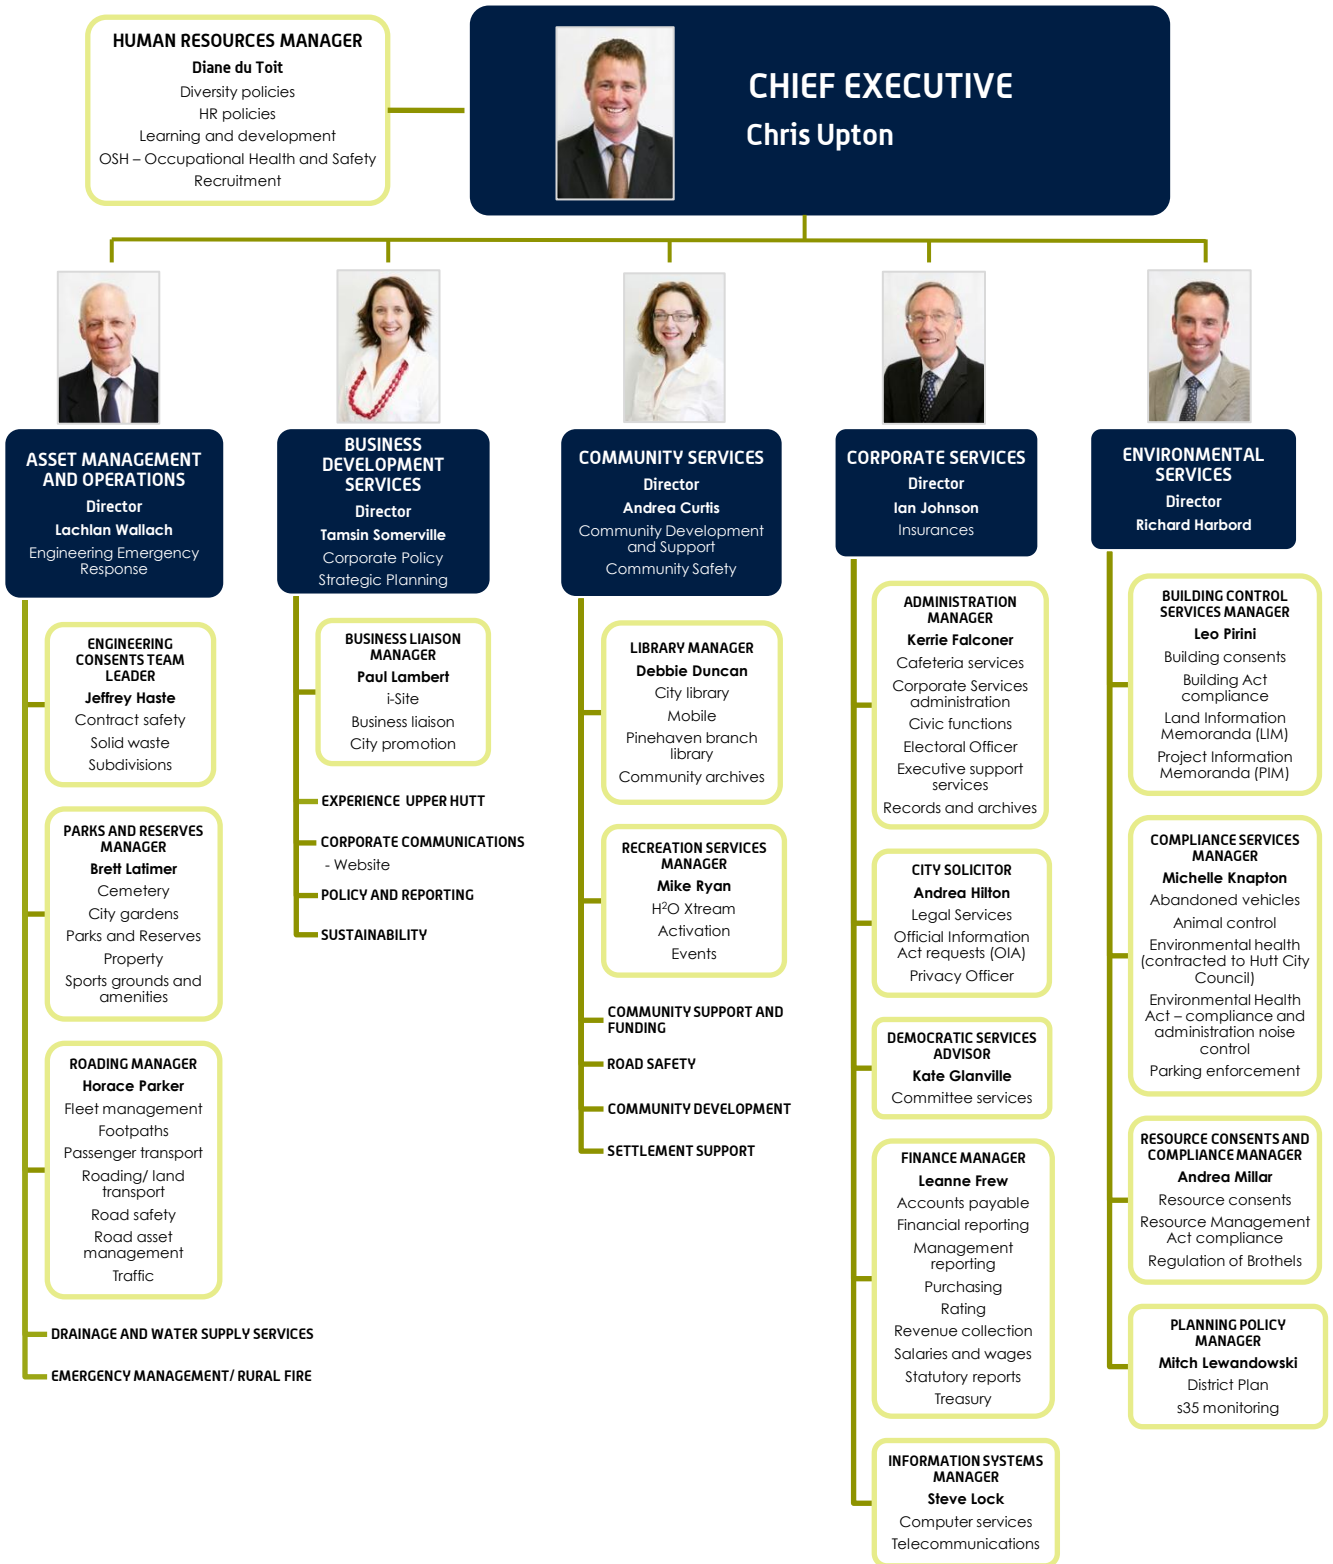 HUMAN RESOURCES MANAGER
Diane du Toit
Diversity policies
HR policies
Learning and development
OSH – Occupational Health and Safety
Recruitment
CHIEF EXECUTIVE
Chris Upton
ASSET MANAGEMENT
AND OPERATIONS
Director
Lachlan Wallach
Engineering Emergency
Response
ENGINEERING
CONSENTS TEAM
LEADER
Jeffrey Haste
Contract safety
Solid waste
Subdivisions
PARKS AND RESERVES
MANAGER
Brett Latimer
Cemetery
City gardens
Parks and Reserves
Property
Sports grounds and
amenities
ROADING MANAGER
Horace Parker
Fleet management
Footpaths
Passenger transport
Roading/ land
transport
Road safety
Road asset
management
Traffic
DRAINAGE AND WATER SUPPLY SERVICES
EMERGENCY MANAGEMENT/ RURAL FIRE
BUSINESS
DEVELOPMENT
SERVICES
Director
Tamsin Somerville
Corporate Policy
Strategic Planning
BUSINESS LIAISON
MANAGER
Paul Lambert
i-Site
Business liaison
City promotion
EXPERIENCE UPPER HUTT
CORPORATE COMMUNICATIONS
- Website
POLICY AND REPORTING
SUSTAINABILITY
COMMUNITY SERVICES
Director
Andrea Curtis
Community Development
and Support
Community Safety
LIBRARY MANAGER
Debbie Duncan
City library
Mobile
Pinehaven branch
library
Community archives
RECREATION SERVICES
MANAGER
Mike Ryan
H²O Xtream
Activation
Events
COMMUNITY SUPPORT AND
FUNDING
ROAD SAFETY
COMMUNITY DEVELOPMENT
SETTLEMENT SUPPORT
CORPORATE SERVICES
Director
Ian Johnson
Insurances
ADMINISTRATION
MANAGER
Kerrie Falconer
Cafeteria services
Corporate Services
administration
Civic functions
Electoral Officer
Executive support
services
Records and archives
CITY SOLICITOR
Andrea Hilton
Legal Services
Official Information
Act requests (OIA)
Privacy Officer
DEMOCRATIC SERVICES
ADVISOR
Kate Glanville
Committee services
FINANCE MANAGER
Leanne Frew
Accounts payable
Financial reporting
Management
reporting
Purchasing
Rating
Revenue collection
Salaries and wages
Statutory reports
Treasury
INFORMATION SYSTEMS
MANAGER
Steve Lock
Computer services
Telecommunications
ENVIRONMENTAL
SERVICES
Director
Richard Harbord
BUILDING CONTROL
SERVICES MANAGER
Leo Pirini
Building consents
Building Act
compliance
Land Information
Memoranda (LIM)
Project Information
Memoranda (PIM)
COMPLIANCE SERVICES
MANAGER
Michelle Knapton
Abandoned vehicles
Animal control
Environmental health
(contracted to Hutt City
Council)
Environmental Health
Act – compliance and
administration noise
control
Parking enforcement
RESOURCE CONSENTS AND
COMPLIANCE MANAGER
Andrea Millar
Resource consents
Resource Management
Act compliance
Regulation of Brothels
PLANNING POLICY
MANAGER
Mitch Lewandowski
District Plan
s35 monitoring